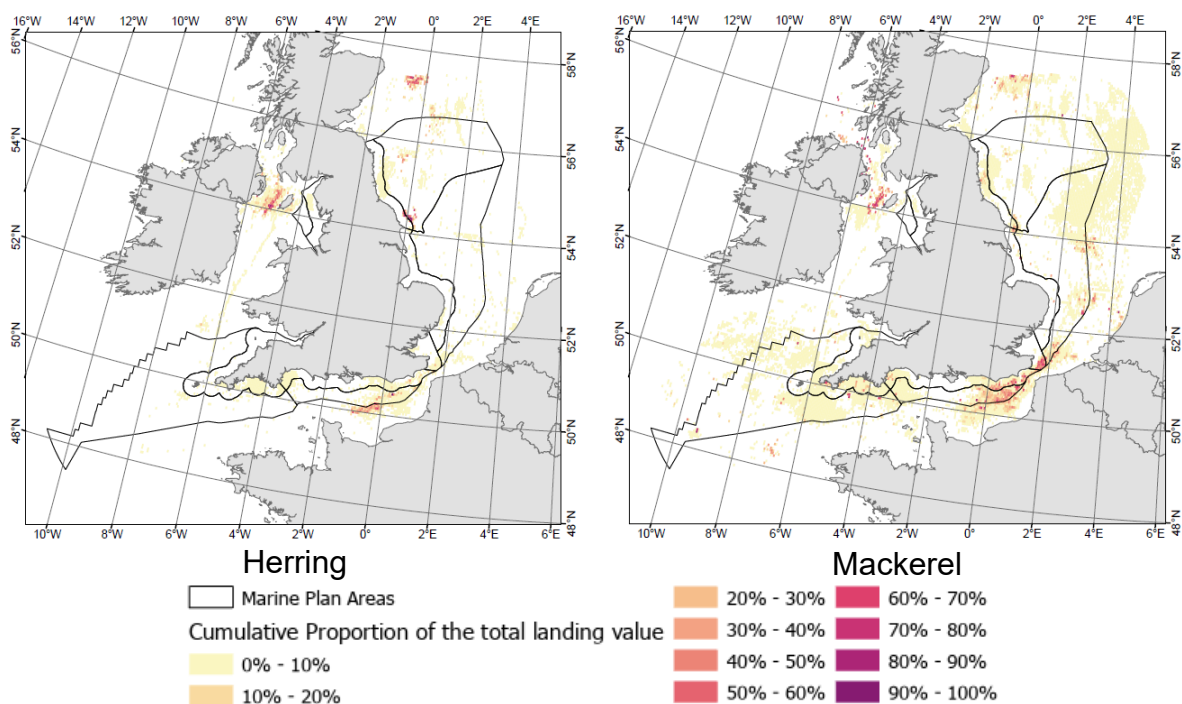 16°W 14°W 12°W 10°W 8°W 6°W 4°W 2°W 0° 2°E 4°E
56°N
54°N
52°N
50°N
48°N
58°N
56°N
54°N
52°N
50°N
48°N
10°W 8°W 6°W 4°W 2°W 0° 2°E 4°E 6°E
Herring
16°W 14°W 12°W 10°W 8°W 6°W 4°W 2°W 0° 2°E 4°E
56°N
54°N
52°N
50°N
48°N
58°N
56°N
54°N
52°N
50°N
48°N
10°W 8°W 6°W 4°W 2°W 0° 2°E 4°E 6°E
Mackerel
Marine Plan Areas
Cumulative Proportion of the total landing value
0% - 10%
10% - 20%
20% - 30%
30% - 40%
40% - 50%
50% - 60%
60% - 70%
70% - 80%
80% - 90%
90% - 100%